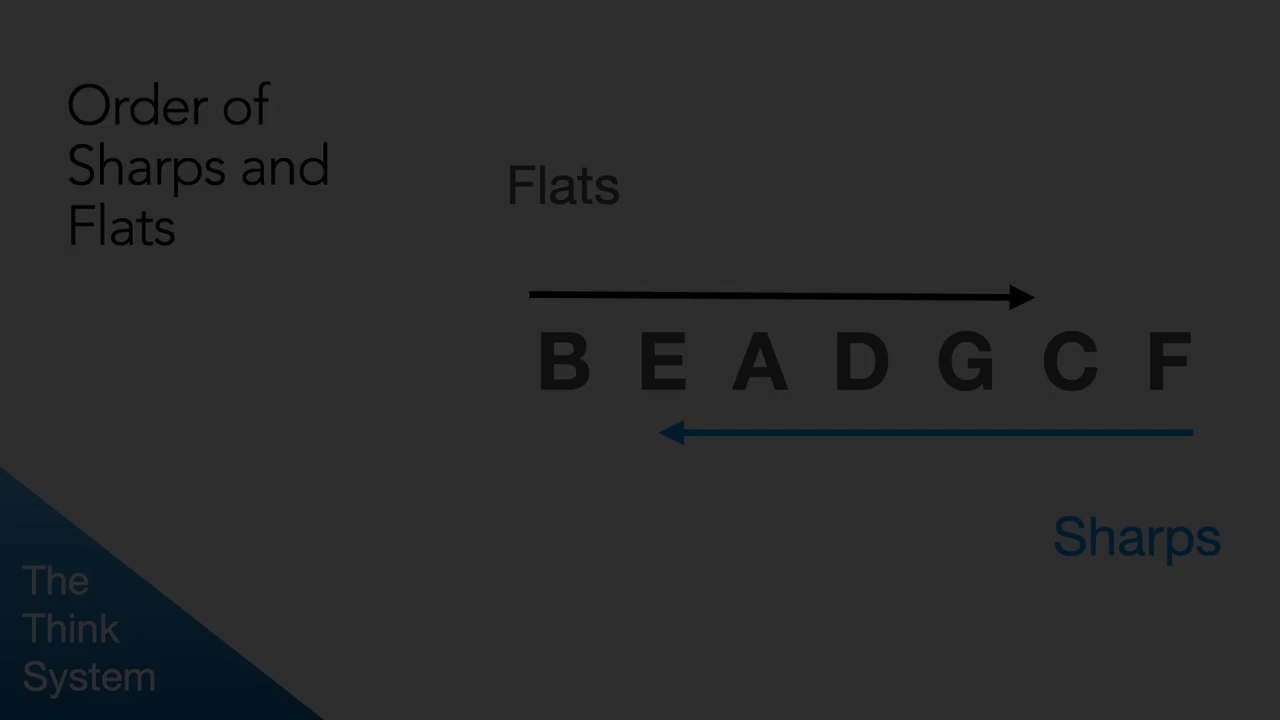 Order of
Sharps and
Flats
Flats
B E A D G C F
Sharps
The
Think
System